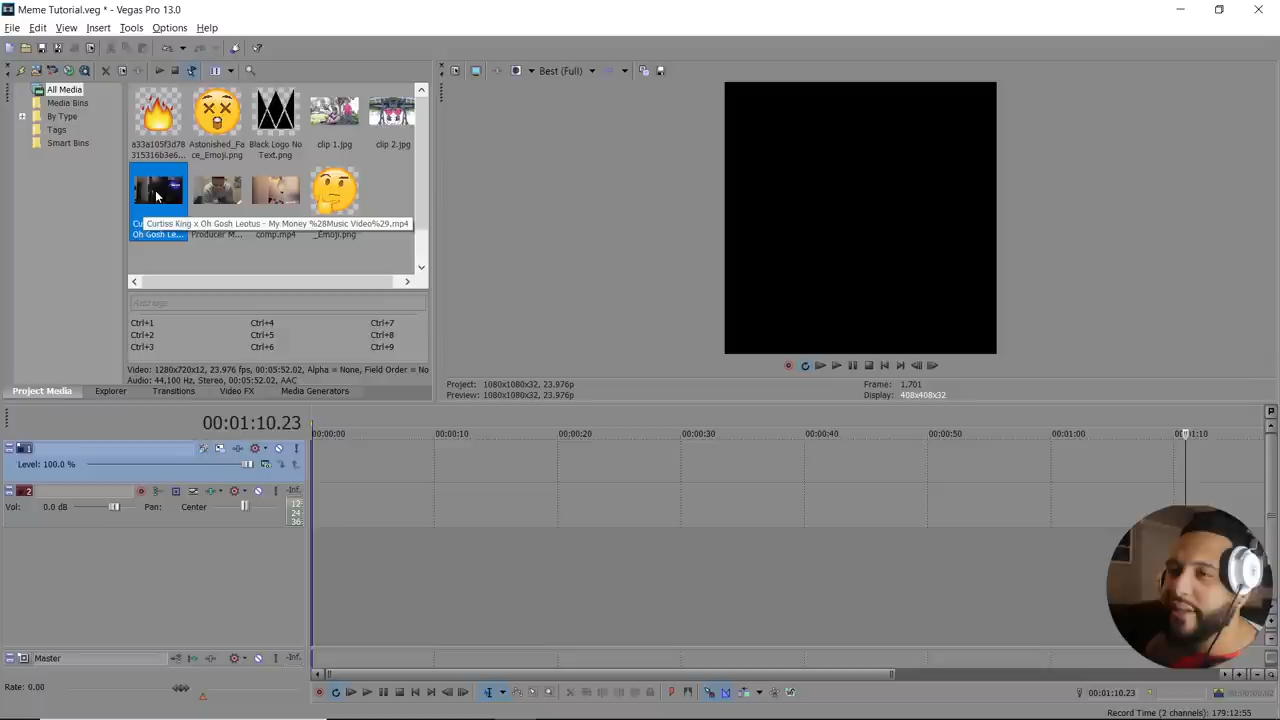 Meme Tutorial.veg * - Vegas Pro 13.0
File Edit View Insert Tools Options Help
Best (Full)
All Media
Media Bins
By Type
Tags
Smart Bins
a33a105f3d78
315316b3e6...
Astonished_Fa
ce_Emoji.png
Black Logo No
Text.png
clip 1.jpg
clip 2.jpg
Curtiss King x Oh Gosh Leotus - My Money %28Music Video%29.mp4
Cu
Oh Gosh Le...
Producer M...
comp.mp4
_Emoji.png
Ctrl+1 Ctrl+4 Ctrl+7
Ctrl+2 Ctrl+5 Ctrl+8
Ctrl+3 Ctrl+6 Ctrl+9
Video: 1280x720x12, 23.976 fps, 00:05:52.02, Alpha = None, Field Order = No
Audio: 44,100 Hz, Stereo, 00:05:52.02, AAC
Project Media Explorer Transitions Video FX Media Generators
Project: 1080x1080x32, 23.976p
Preview: 1080x1080x32, 23.976p
Frame: 1,701
Display: 408x408x32
00:01:10.23
00:00:00 00:00:10 00:00:20 00:00:30 00:00:40 00:00:50 00:01:00 00:01:10
1
Level: 100.0 %
2
-Inf.
Vol: 0.0 dB Pan: Center
12
24
36
Master
-Inf.
Rate: 0.00
00:01:10.23
Record Time (2 channels): 179:12:55